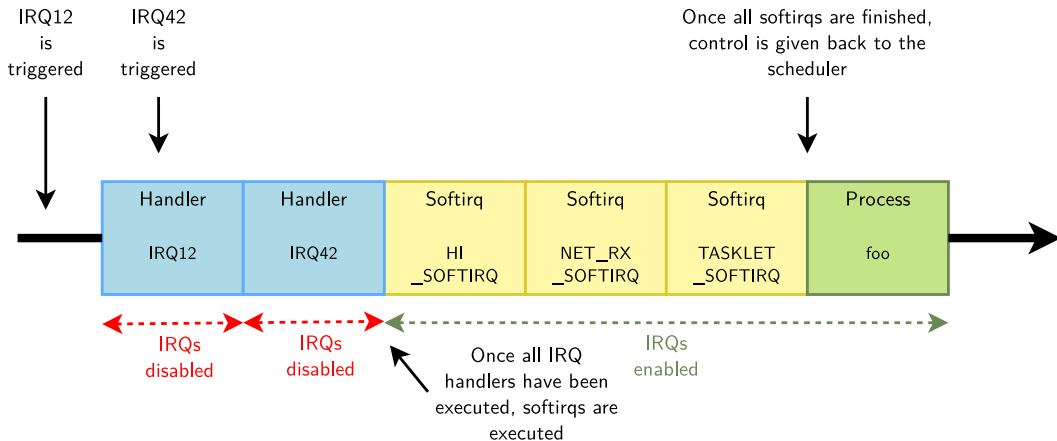 IRQ12
is
triggered
IRQ42
is
triggered
Once all softirqs are finished,
control is given back to the
scheduler
Handler
IRQ12
Handler
IRQ42
Softirq
HI
_SOFTIRQ
Softirq
NET_RX
_SOFTIRQ
Softirq
TASKLET
_SOFTIRQ
Process
foo
IRQs
disabled
IRQs
disabled
Once all IRQ
handlers have been
executed, softirqs are
executed
IRQs
enabled